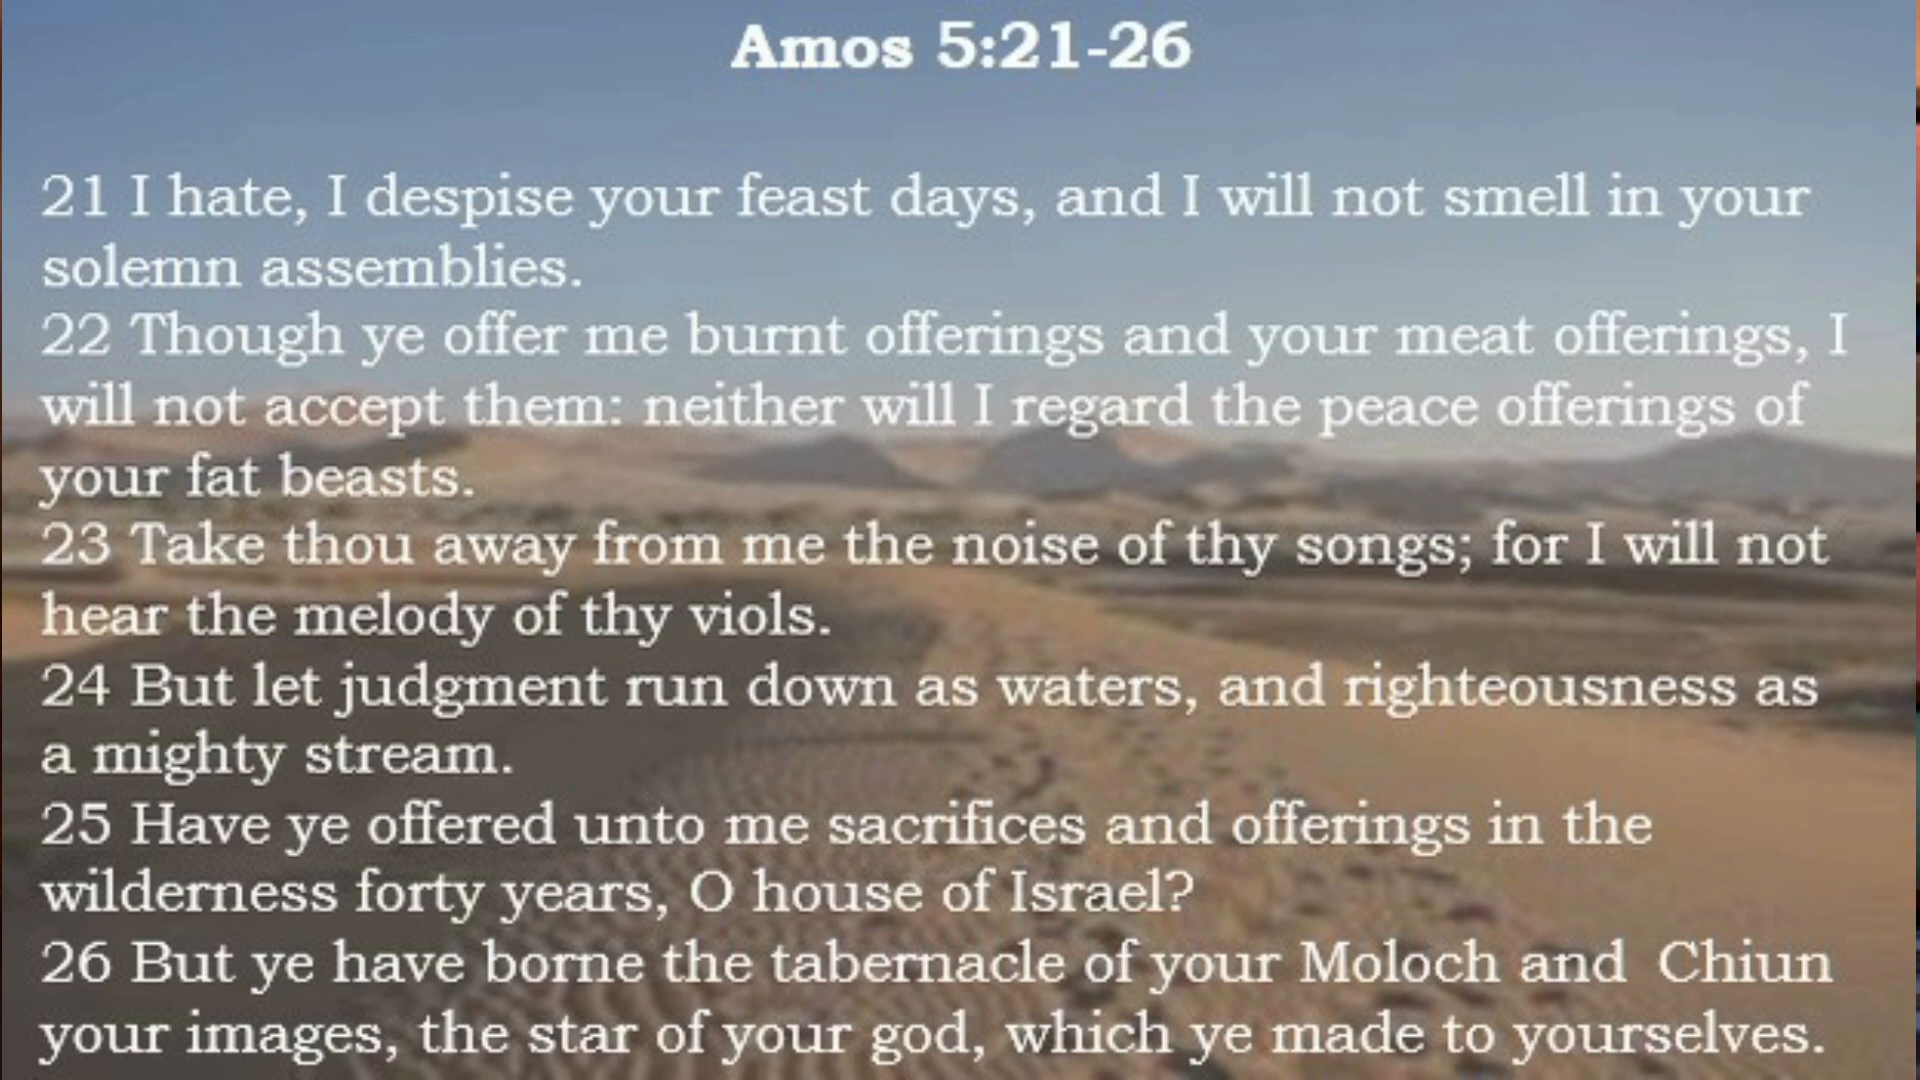 Amos 5:21-26
21 I hate, I despise your feast days, and I will not smell in your
solemn assemblies.
22 Though ye offer me burnt offerings and your meat offerings, I
will not accept them: neither will I regard the peace offerings of
your fat beasts.
23 Take thou away from me the noise of thy songs; for I will not
hear the melody of thy viols.
24 But let judgment run down as waters, and righteousness as
a mighty stream.
25 Have ye offered unto me sacrifices and offerings in the
wilderness forty years, O house of Israel?
26 But ye have borne the tabernacle of your Moloch and  Chiun
your images, the star of your god, which ye made to yourselves.